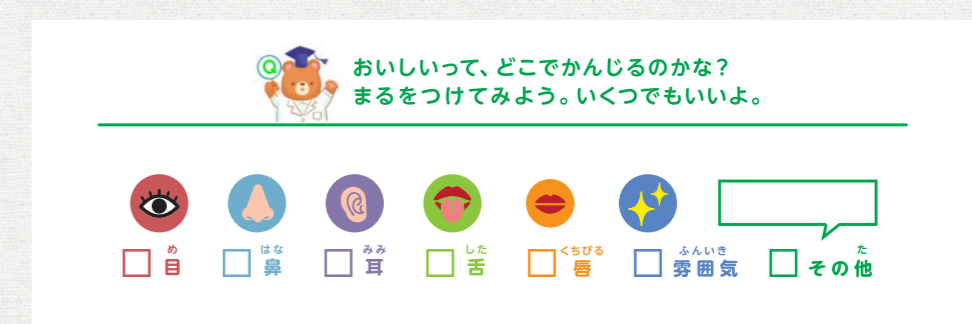 Q
おいしいって、どこでかんじるのかな？
まるをつけてみよう。いくつでもいいよ。
め はな みみ した くちびる ふんいき た
目 鼻 耳 舌 唇 雰囲気 その他